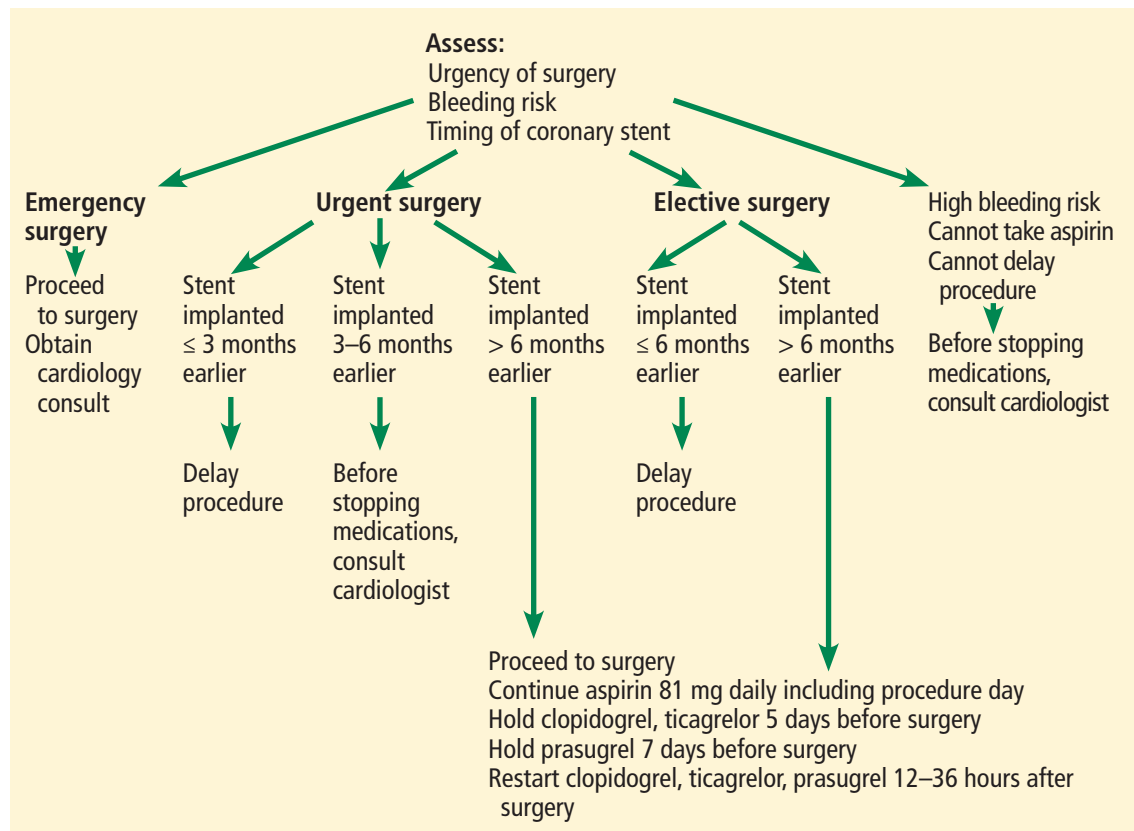 Assess:
Urgency of surgery
Bleeding risk
Timing of coronary stent
Emergency
surgery
Proceed
to surgery
Obtain
cardiology
consult
Urgent surgery
Stent
implanted
≤ 3 months
earlier
Delay
procedure
Stent
implanted
3–6 months
earlier
Before
stopping
medications,
consult
cardiologist
Stent
implanted
> 6 months
earlier
Elective surgery
Stent
implanted
≤ 6 months
earlier
Delay
procedure
Stent
implanted
> 6 months
earlier
Proceed to surgery
Continue aspirin 81 mg daily including procedure day
Hold clopidogrel, ticagrelor 5 days before surgery
Hold prasugrel 7 days before surgery
Restart clopidogrel, ticagrelor, prasugrel 12–36 hours after
surgery
High bleeding risk
Cannot take aspirin
Cannot delay
procedure
Before stopping
medications,
consult cardiologist